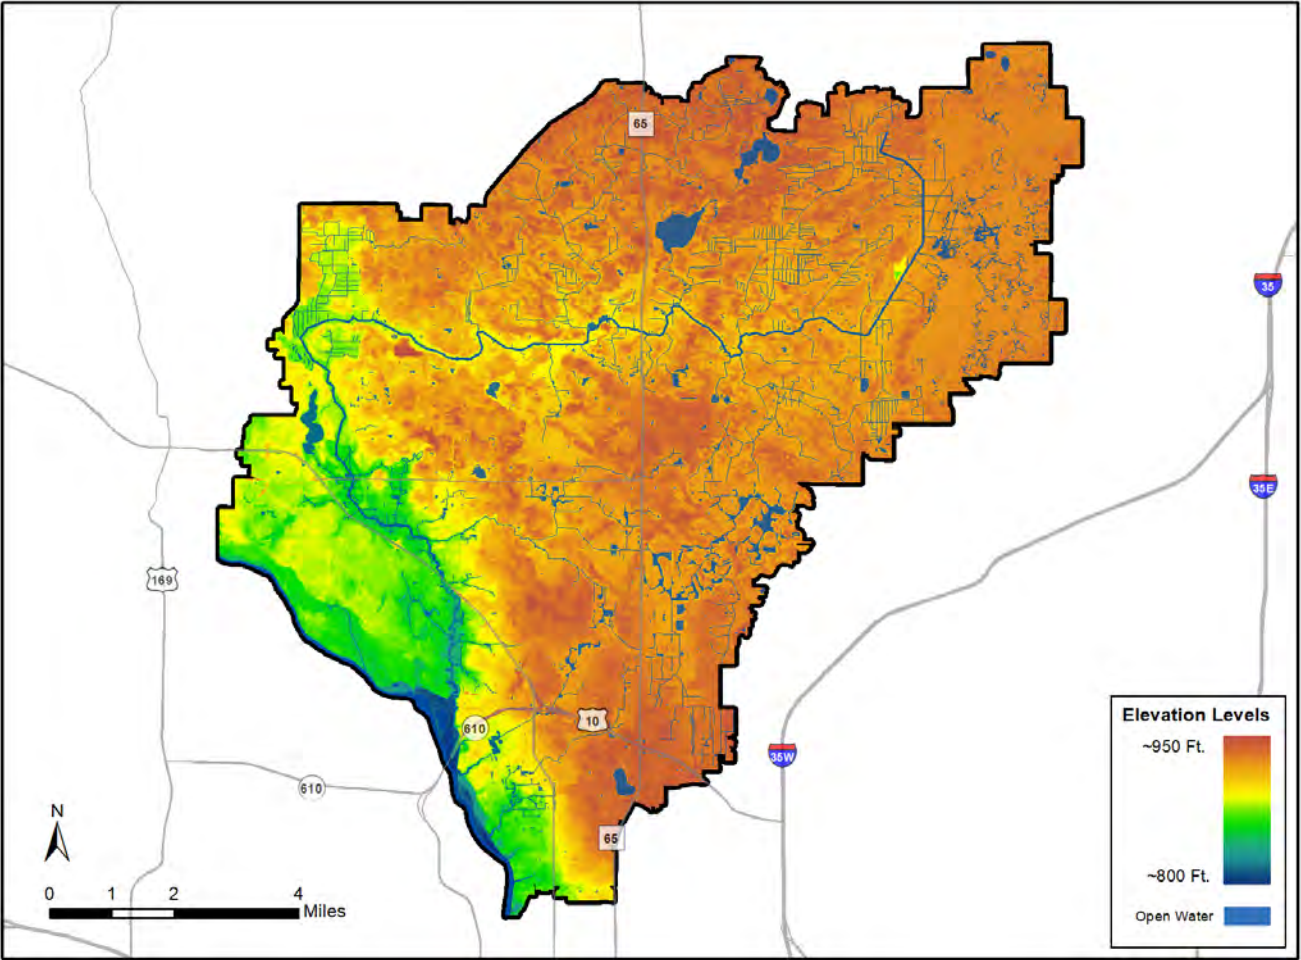 65
35
35E
169
610
10
35W
610
65
N
0 1 2 4
Miles
Elevation Levels
~950 Ft.
~800 Ft.
Open Water